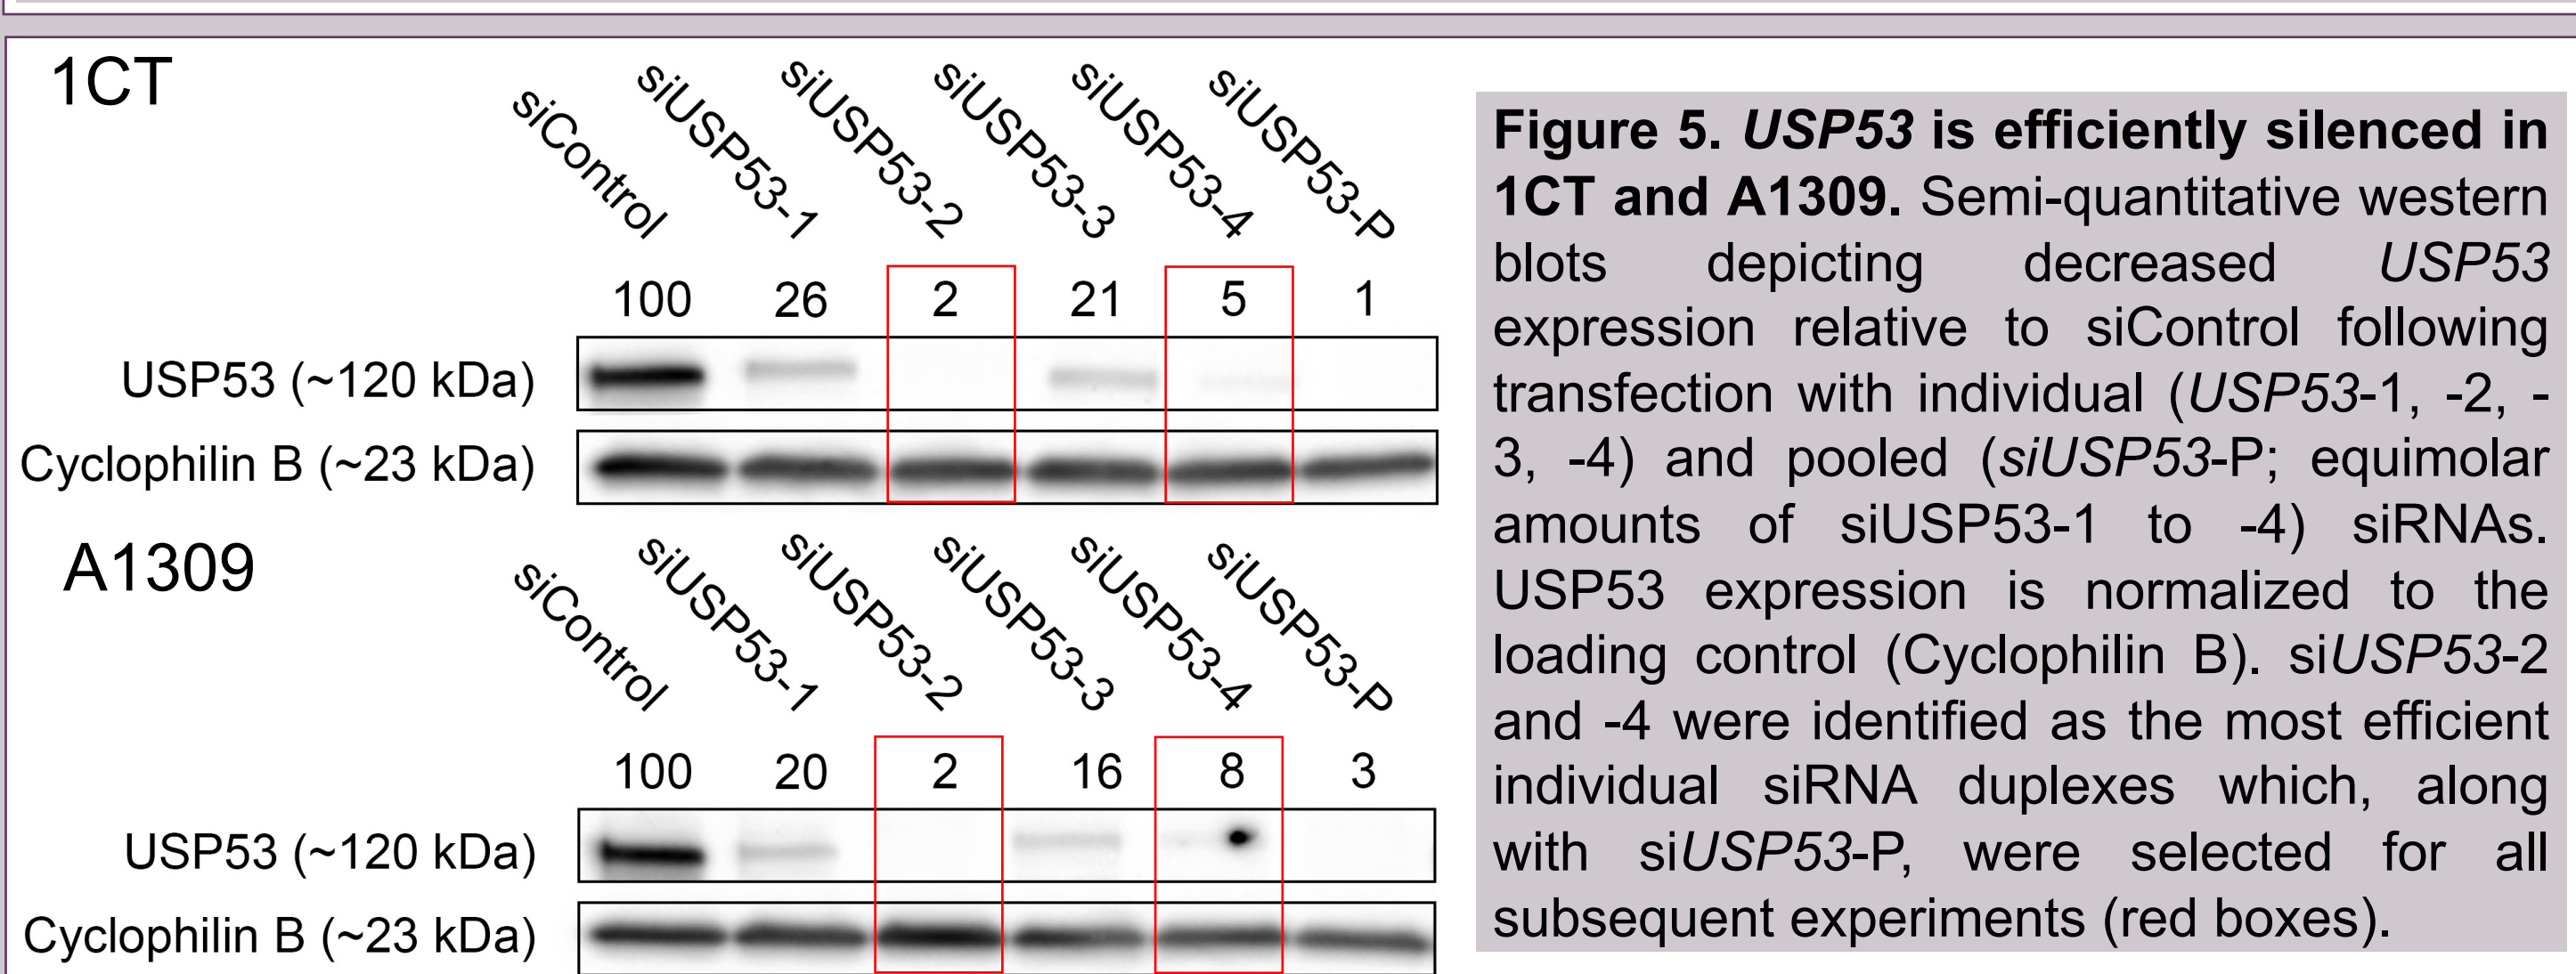 1CT
siControl siUSP53-1 siUSP53-2 siUSP53-3 siUSP53-4 siUSP53-P
100 26 2 21 5 1
USP53 (~120 kDa)
Cyclophilin B (~23 kDa)
A1309
siControl siUSP53-1 siUSP53-2 siUSP53-3 siUSP53-4 siUSP53-P
100 20 2 16 8 3
USP53 (~120 kDa)
Cyclophilin B (~23 kDa)
Figure 5. USP53 is efficiently silenced in
1CT and A1309. Semi-quantitative western
blots depicting decreased USP53
expression relative to siControl following
transfection with individual (USP53-1, -2, -
3, -4) and pooled (siUSP53-P; equimolar
amounts of siUSP53-1 to -4) siRNAs.
USP53 expression is normalized to the
loading control (Cyclophilin B). siUSP53-2
and -4 were identified as the most efficient
individual siRNA duplexes which, along
with siUSP53-P, were selected for all
subsequent experiments (red boxes).